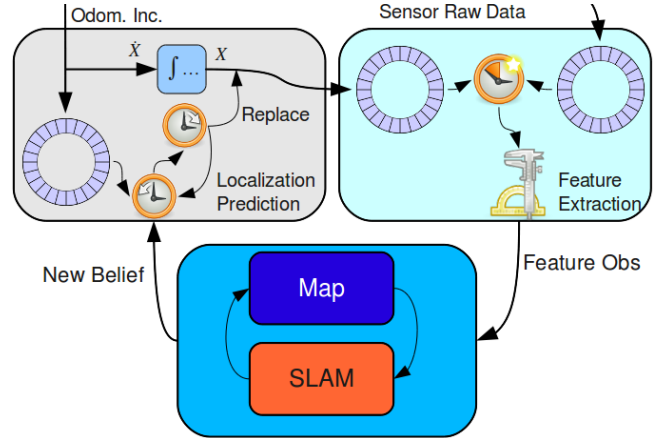 Odom. Inc.
Sensor Raw Data
Ẋ
∫ ...
X
Replace
Localization
Prediction
Feature
Extraction
New Belief
Feature Obs
Map
SLAM